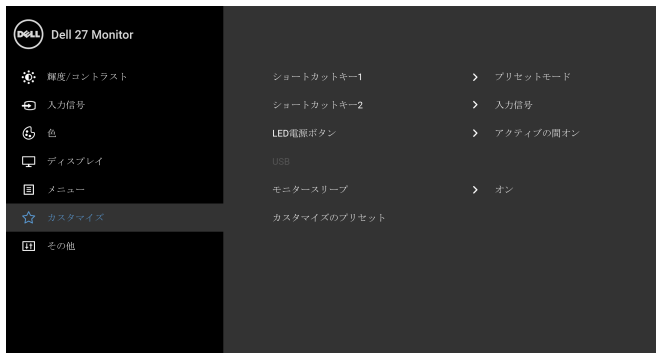 DELL
Dell 27 Monitor
輝度/コントラスト
入力信号
色
ディスプレイ
メニュー
カスタマイズ
その他
ショートカットキー1 プリセットモード
ショートカットキー2 入力信号
LED電源ボタン アクティブの間オン
USB
モニタースリープ オン
カスタマイズのプリセット